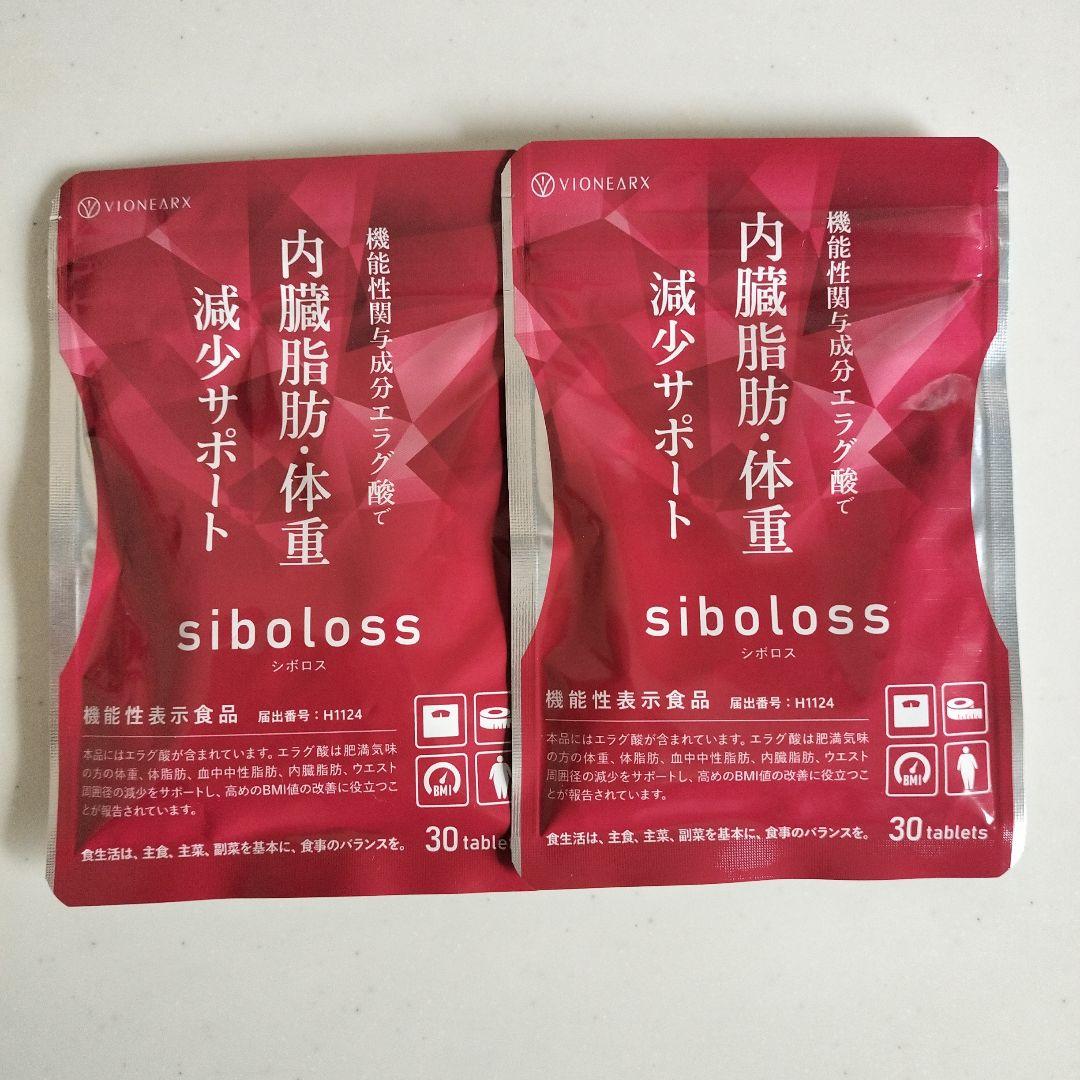 VIONEARX
機能性関与成分エラグ酸で
内臓脂肪・体重
減少サポート
siboloss
シボロス
機能性表示食品 届出番号：H1124
本品にはエラグ酸が含まれています。エラグ酸は肥満気味
の方の体重、体脂肪、血中中性脂肪、内臓脂肪、ウエスト
周囲径の減少をサポートし、高めのBMI値の改善に役立つこ
とが報告されています。
BMI
食生活は、主食、主菜、副菜を基本に、食事のバランスを。
30 tablets
VIONEARX
機能性関与成分エラグ酸で
内臓脂肪・体重
減少サポート
siboloss
シボロス
機能性表示食品 届出番号：H1124
本品にはエラグ酸が含まれています。エラグ酸は肥満気味
の方の体重、体脂肪、血中中性脂肪、内臓脂肪、ウエスト
周囲径の減少をサポートし、高めのBMI値の改善に役立つこ
とが報告されています。
BMI
食生活は、主食、主菜、副菜を基本に、食事のバランスを。
30 tablets